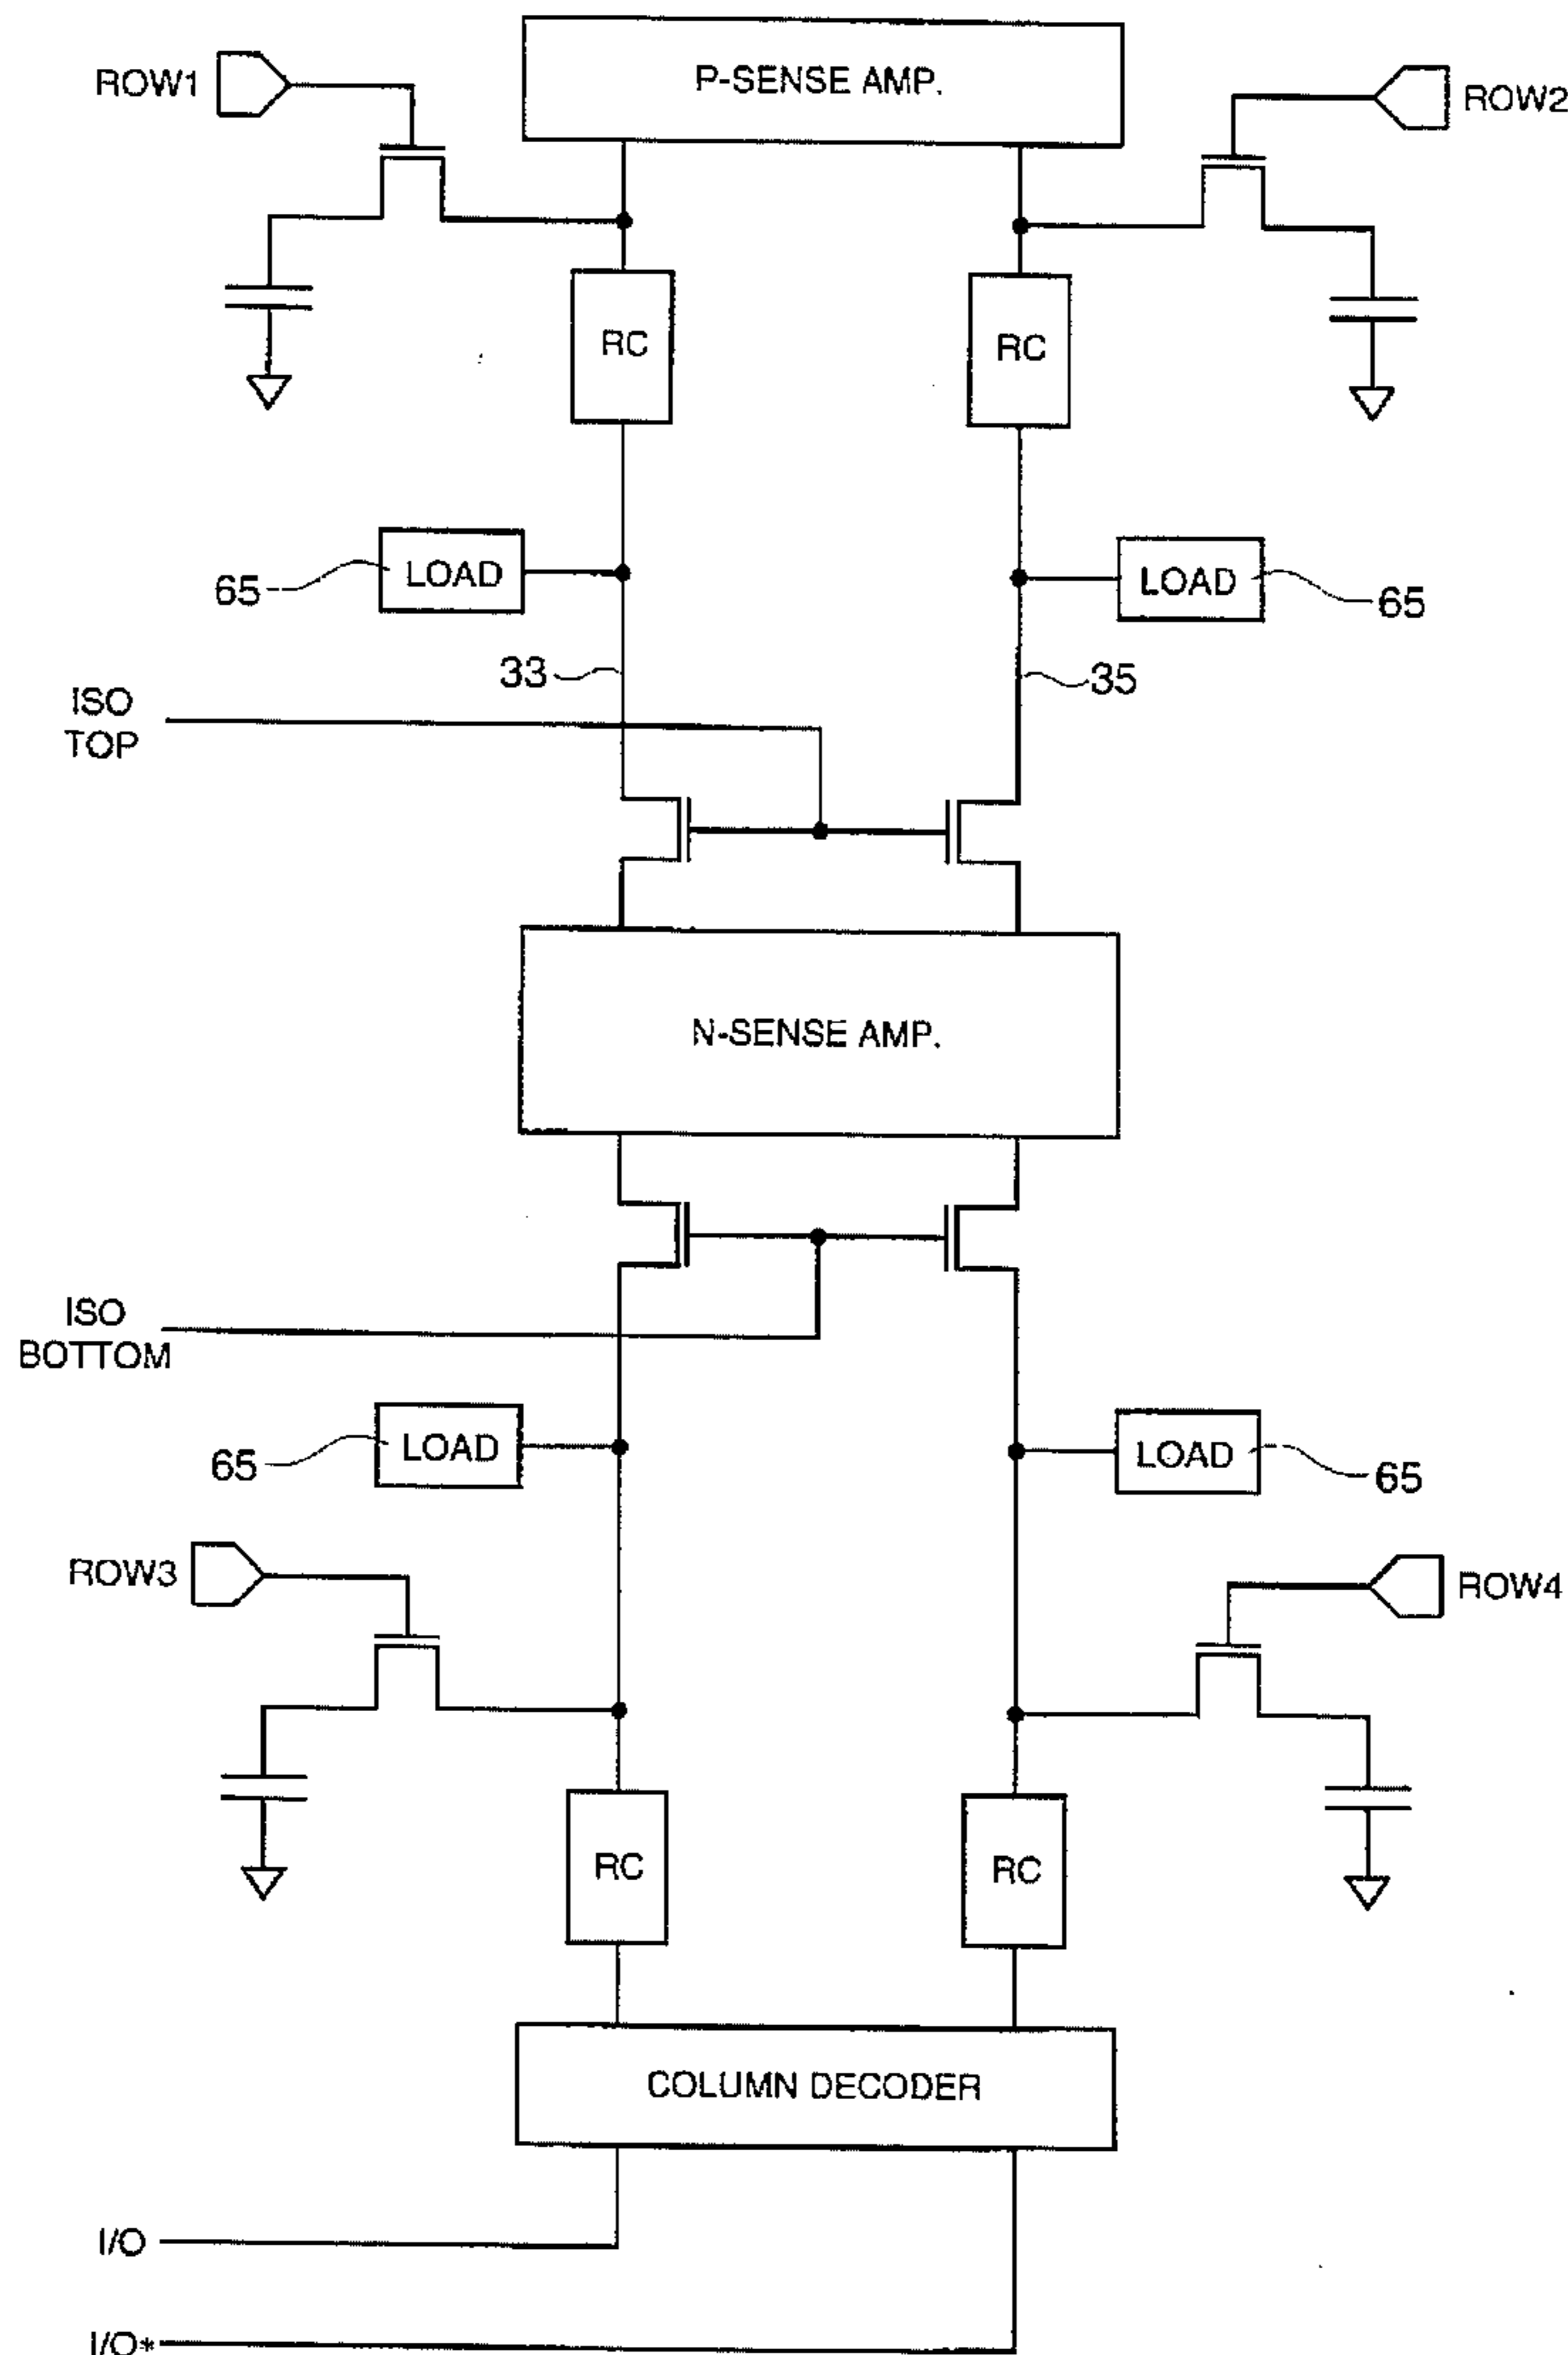 P-SENSE AMP.
ROW1
ROW2
RC
RC
LOAD
65
LOAD
65
33
35
ISO
TOP
N-SENSE AMP.
ISO
BOTTOM
LOAD
65
LOAD
65
ROW3
ROW4
RC
RC
COLUMN DECODER
I/O
I/O*